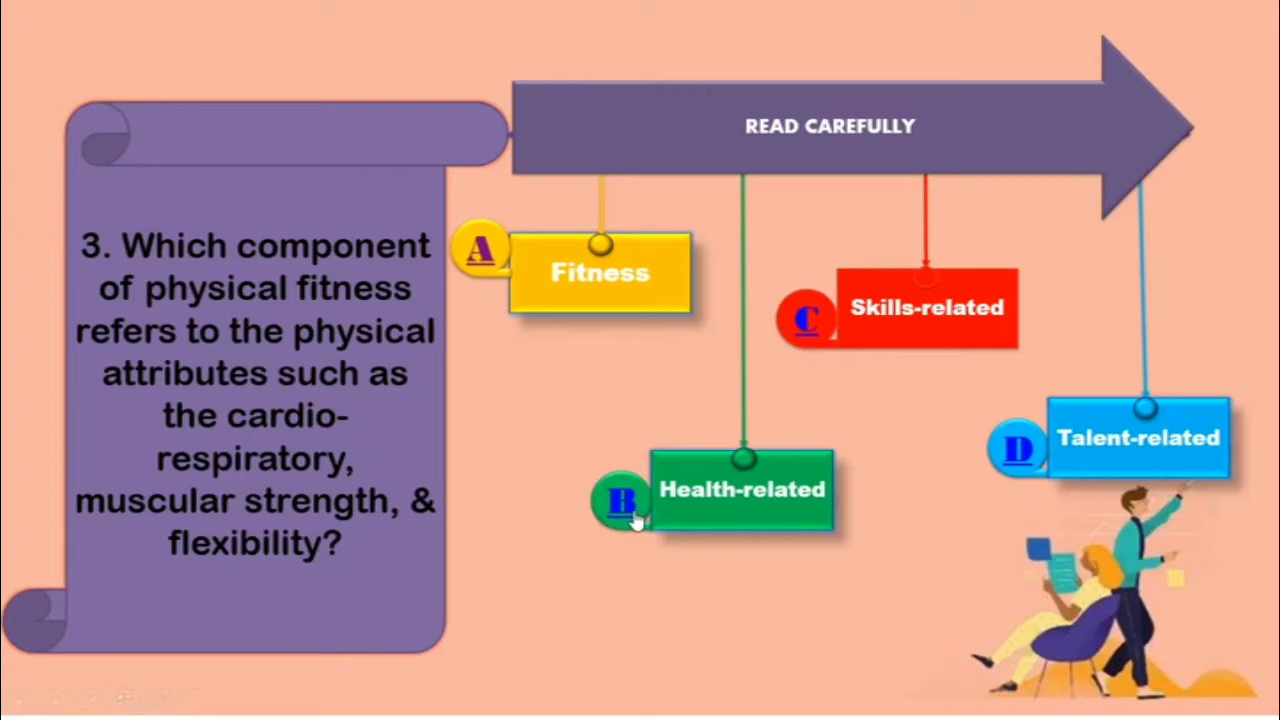 READ CAREFULLY
3. Which component
of physical fitness
refers to the physical
attributes such as
the cardio-
respiratory,
muscular strength, &
flexibility?
A
Fitness
B
Health-related
C
Skills-related
D
Talent-related